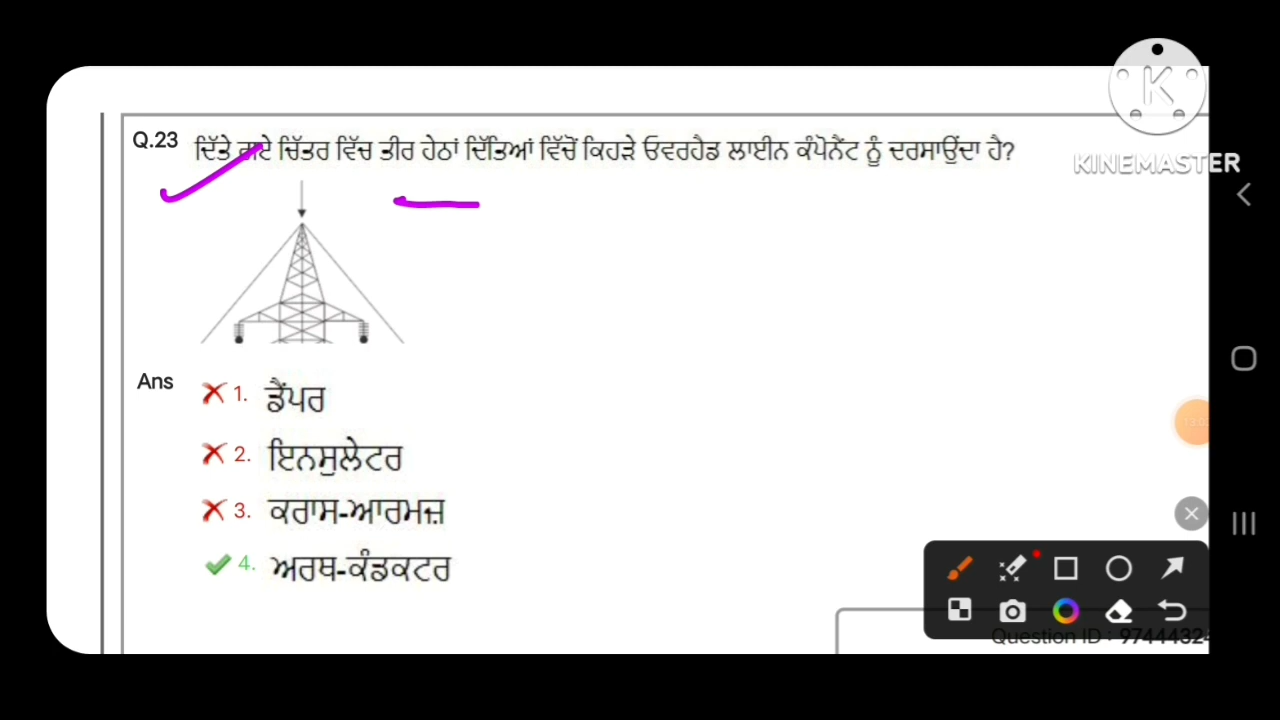 KINEMASTER
Q.23 ਦਿੱਤੇ ਗਏ ਚਿੱਤਰ ਵਿੱਚ ਤੀਰ ਹੇਠਾਂ ਦਿੱਤਿਆਂ ਵਿੱਚੋਂ ਕਿਹੜੇ ਓਵਰਹੈਡ ਲਾਈਨ ਕੰਪੋਨੈਂਟ ਨੂੰ ਦਰਸਾਉਂਦਾ ਹੈ?
Ans
1. ਡੈਂਪਰ
2. ਇਨਸੁਲੇਟਰ
3. ਕਰਾਸ-ਆਰਮਜ਼
4. ਅਰਥ-ਕੰਡਕਟਰ
Question ID : 9744432